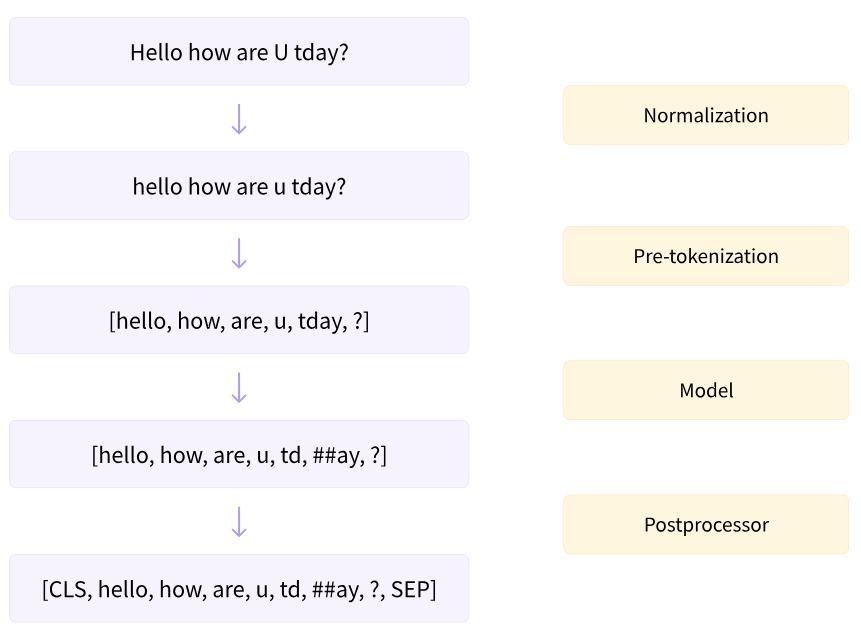 Hello how are U tday?
Normalization
hello how are u tday?
Pre-tokenization
[hello, how, are, u, tday, ?]
Model
[hello, how, are, u, td, ##ay, ?]
Postprocessor
[CLS, hello, how, are, u, td, ##ay, ?, SEP]